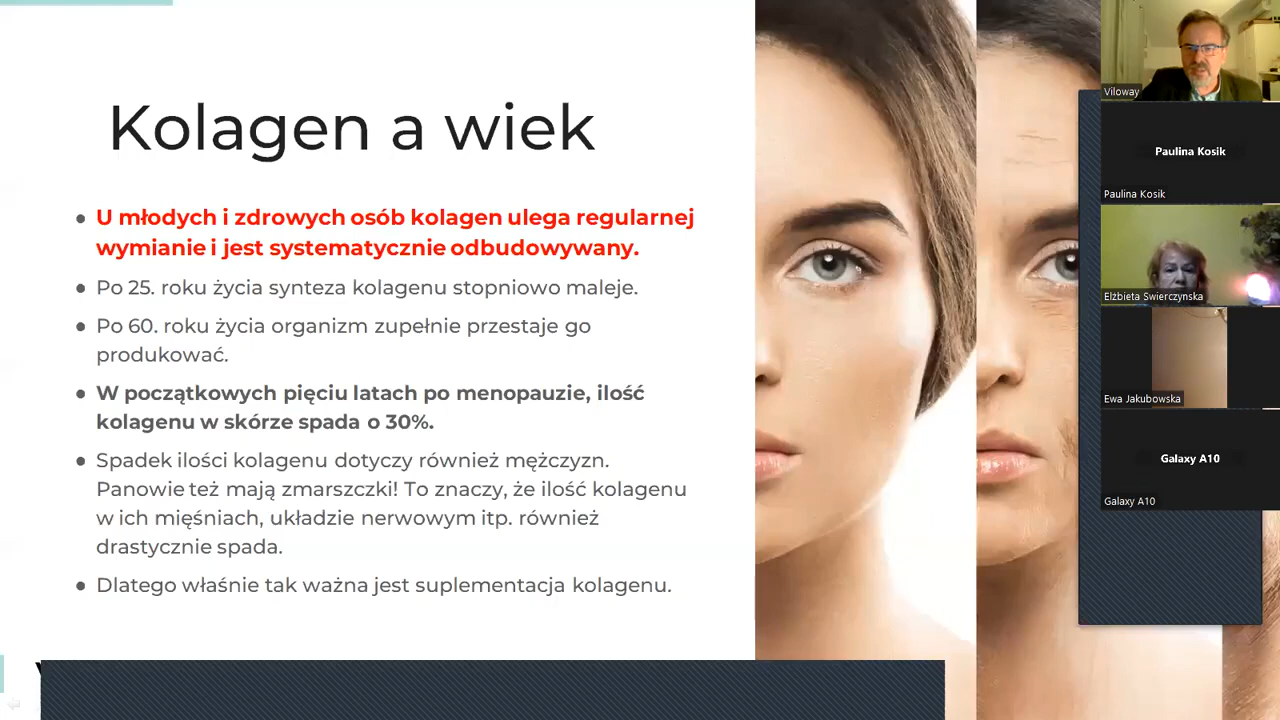 Kolagen a wiek
● U młodych i zdrowych osób kolagen ulega regularnej
wymianie i jest systematycznie odbudowywany.
● Po 25. roku życia synteza kolagenu stopniowo maleje.
● Po 60. roku życia organizm zupełnie przestaje go
produkować.
● W początkowych pięciu latach po menopauzie, ilość
kolagenu w skórze spada o 30%.
● Spadek ilości kolagenu dotyczy również mężczyzn.
Panowie też mają zmarszczki! To znaczy, że ilość kolagenu
w ich mięśniach, układzie nerwowym itp. również
drastycznie spada.
● Dlatego właśnie tak ważna jest suplementacja kolagenu.
Viloway
Paulina Kosik
Paulina Kosik
Elżbieta Swierczynska
Ewa Jakubowska
Galaxy A10
Galaxy A10